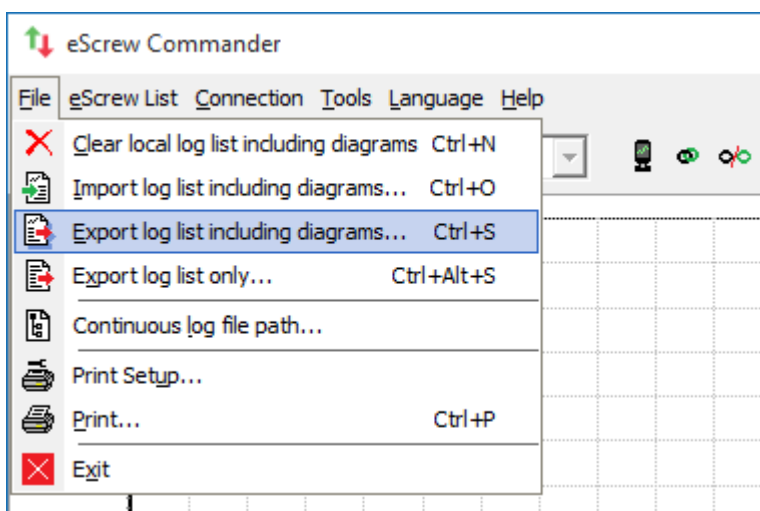 eScrew Commander
File eScrew List Connection Tools Language Help
Clear local log list including diagrams Ctrl+N
Import log list including diagrams... Ctrl+O
Export log list including diagrams... Ctrl+S
Export log list only... Ctrl+Alt+S
Continuous log file path...
Print Setup...
Print... Ctrl+P
Exit